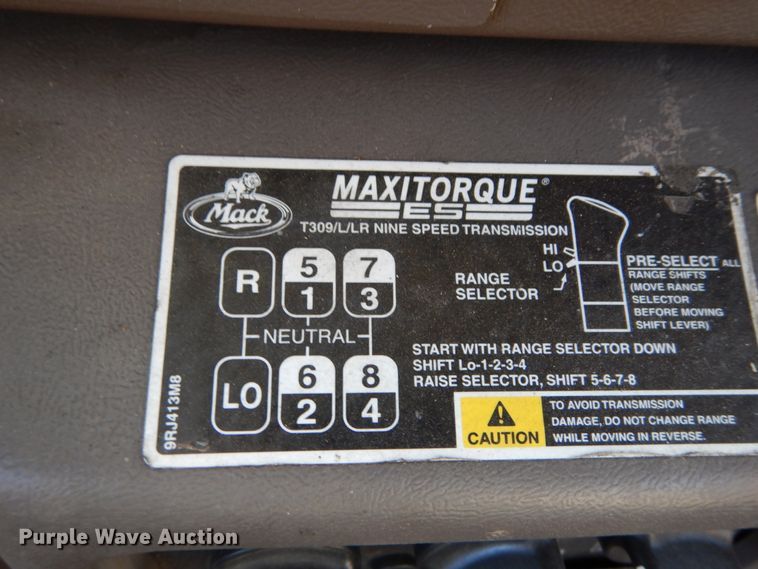 Mack
MAXITORQUE®
ES
T309/L/LR NINE SPEED TRANSMISSION
R
5
1
7
3
NEUTRAL
LO
6
2
8
4
HI
LO
RANGE
SELECTOR
PRE-SELECT ALL
RANGE SHIFTS
(MOVE RANGE
SELECTOR
BEFORE MOVING
SHIFT LEVER)
START WITH RANGE SELECTOR DOWN
SHIFT Lo-1-2-3-4
RAISE SELECTOR, SHIFT 5-6-7-8
CAUTION
TO AVOID TRANSMISSION
DAMAGE, DO NOT CHANGE RANGE
WHILE MOVING IN REVERSE.
9RJ413M8
Purple Wave Auction